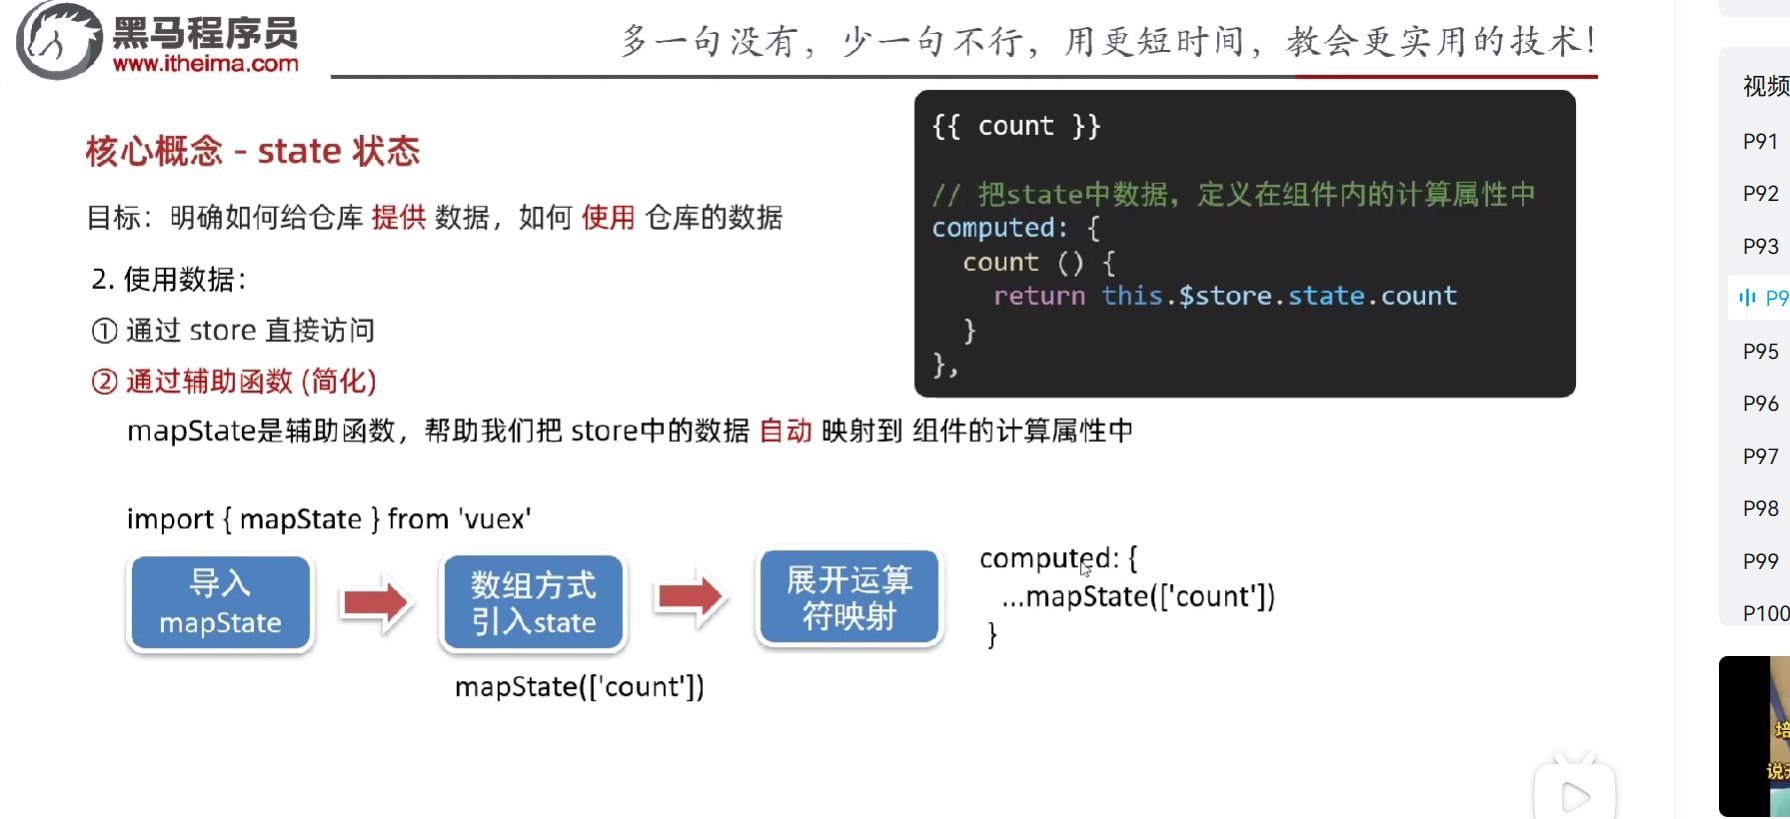 黑马程序员
www.itheima.com
多一句没有，少一句不行，用更短时间，教会更实用的技术！
核心概念 - state 状态
目标：明确如何给仓库 提供 数据，如何 使用 仓库的数据
2. 使用数据：
① 通过 store 直接访问
② 通过辅助函数 (简化)
mapState是辅助函数，帮助我们把 store中的数据 自动 映射到 组件的计算属性中
{{ count }}
// 把state中数据，定义在组件内的计算属性中
computed: {
count () {
return this.$store.state.count
}
},
import { mapState } from 'vuex'
导入
mapState
数组方式
引入state
展开运算
符映射
mapState(['count'])
computed: {
...mapState(['count'])
}
视频
P91
P92
P93
P9
P95
P96
P97
P98
P99
P100